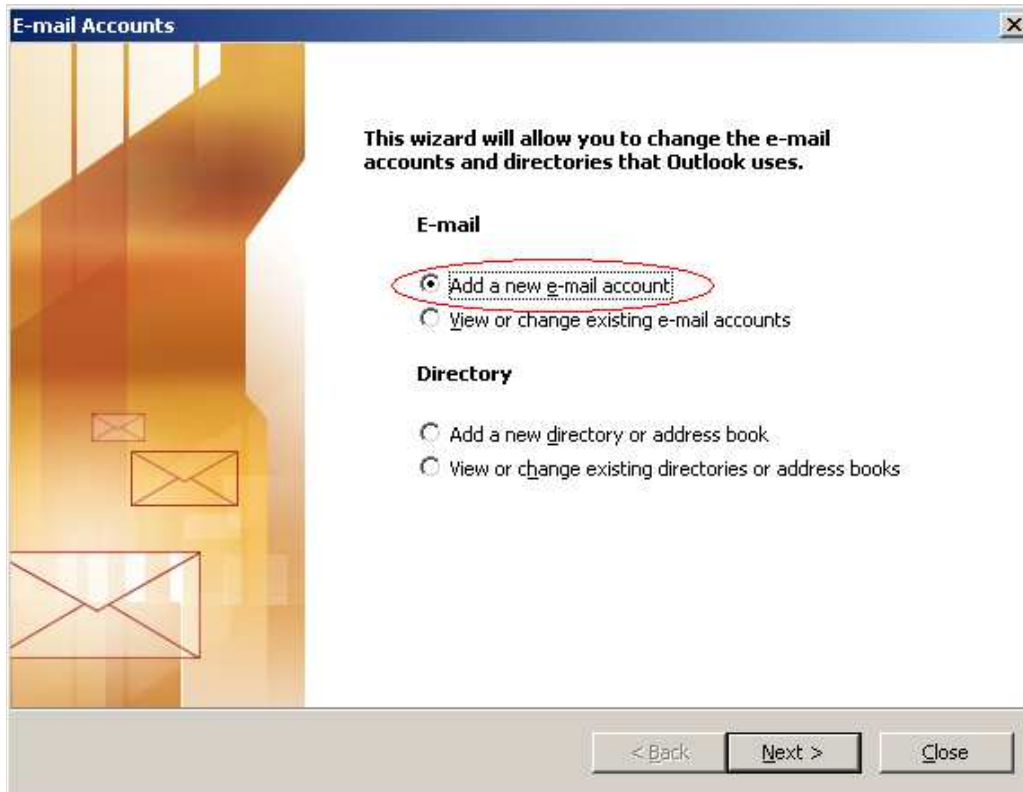 E-mail Accounts
This wizard will allow you to change the e-mail
accounts and directories that Outlook uses.
E-mail
Add a new e-mail account
View or change existing e-mail accounts
Directory
Add a new directory or address book
View or change existing directories or address books
< Back Next > Close